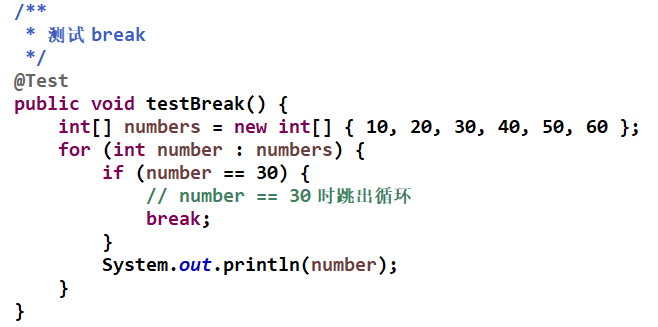 /**
 * 测试 break
 */
@Test
public void testBreak() {
    int[] numbers = new int[] { 10, 20, 30, 40, 50, 60 };
    for (int number : numbers) {
        if (number == 30) {
            // number == 30 时跳出循环
            break;
        }
        System.out.println(number);
    }
}